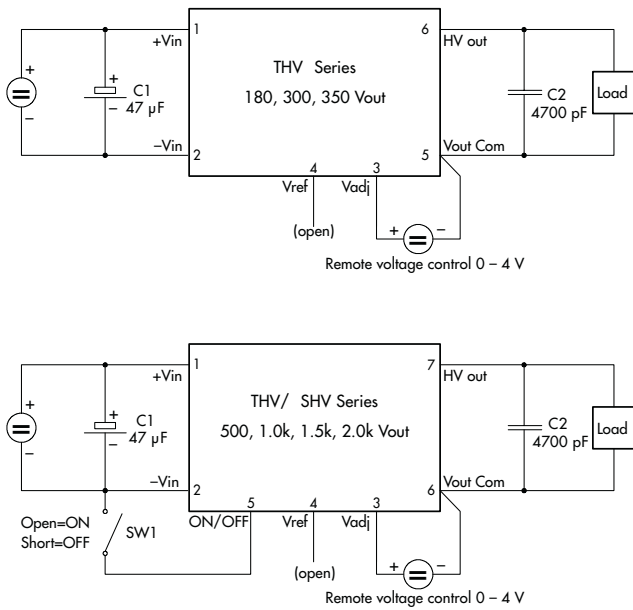 1
+Vin
6
HV out
+
THV Series
180, 300, 350 Vout
+
C1
47 µF
–
–
C2
4700 pF
Load
–Vin
2
5
Vout Com
4
3
Vref
Vadj
(open)
+
–
Remote voltage control 0 – 4 V
1
+Vin
7
HV out
+
THV/ SHV Series
500, 1.0k, 1.5k, 2.0k Vout
+
C1
47 µF
–
–
C2
4700 pF
Load
–Vin
2
6
Vout Com
5
4
3
ON/OFF
Vref
Vadj
Open=ON
Short=OFF
SW1
(open)
+
–
Remote voltage control 0 – 4 V